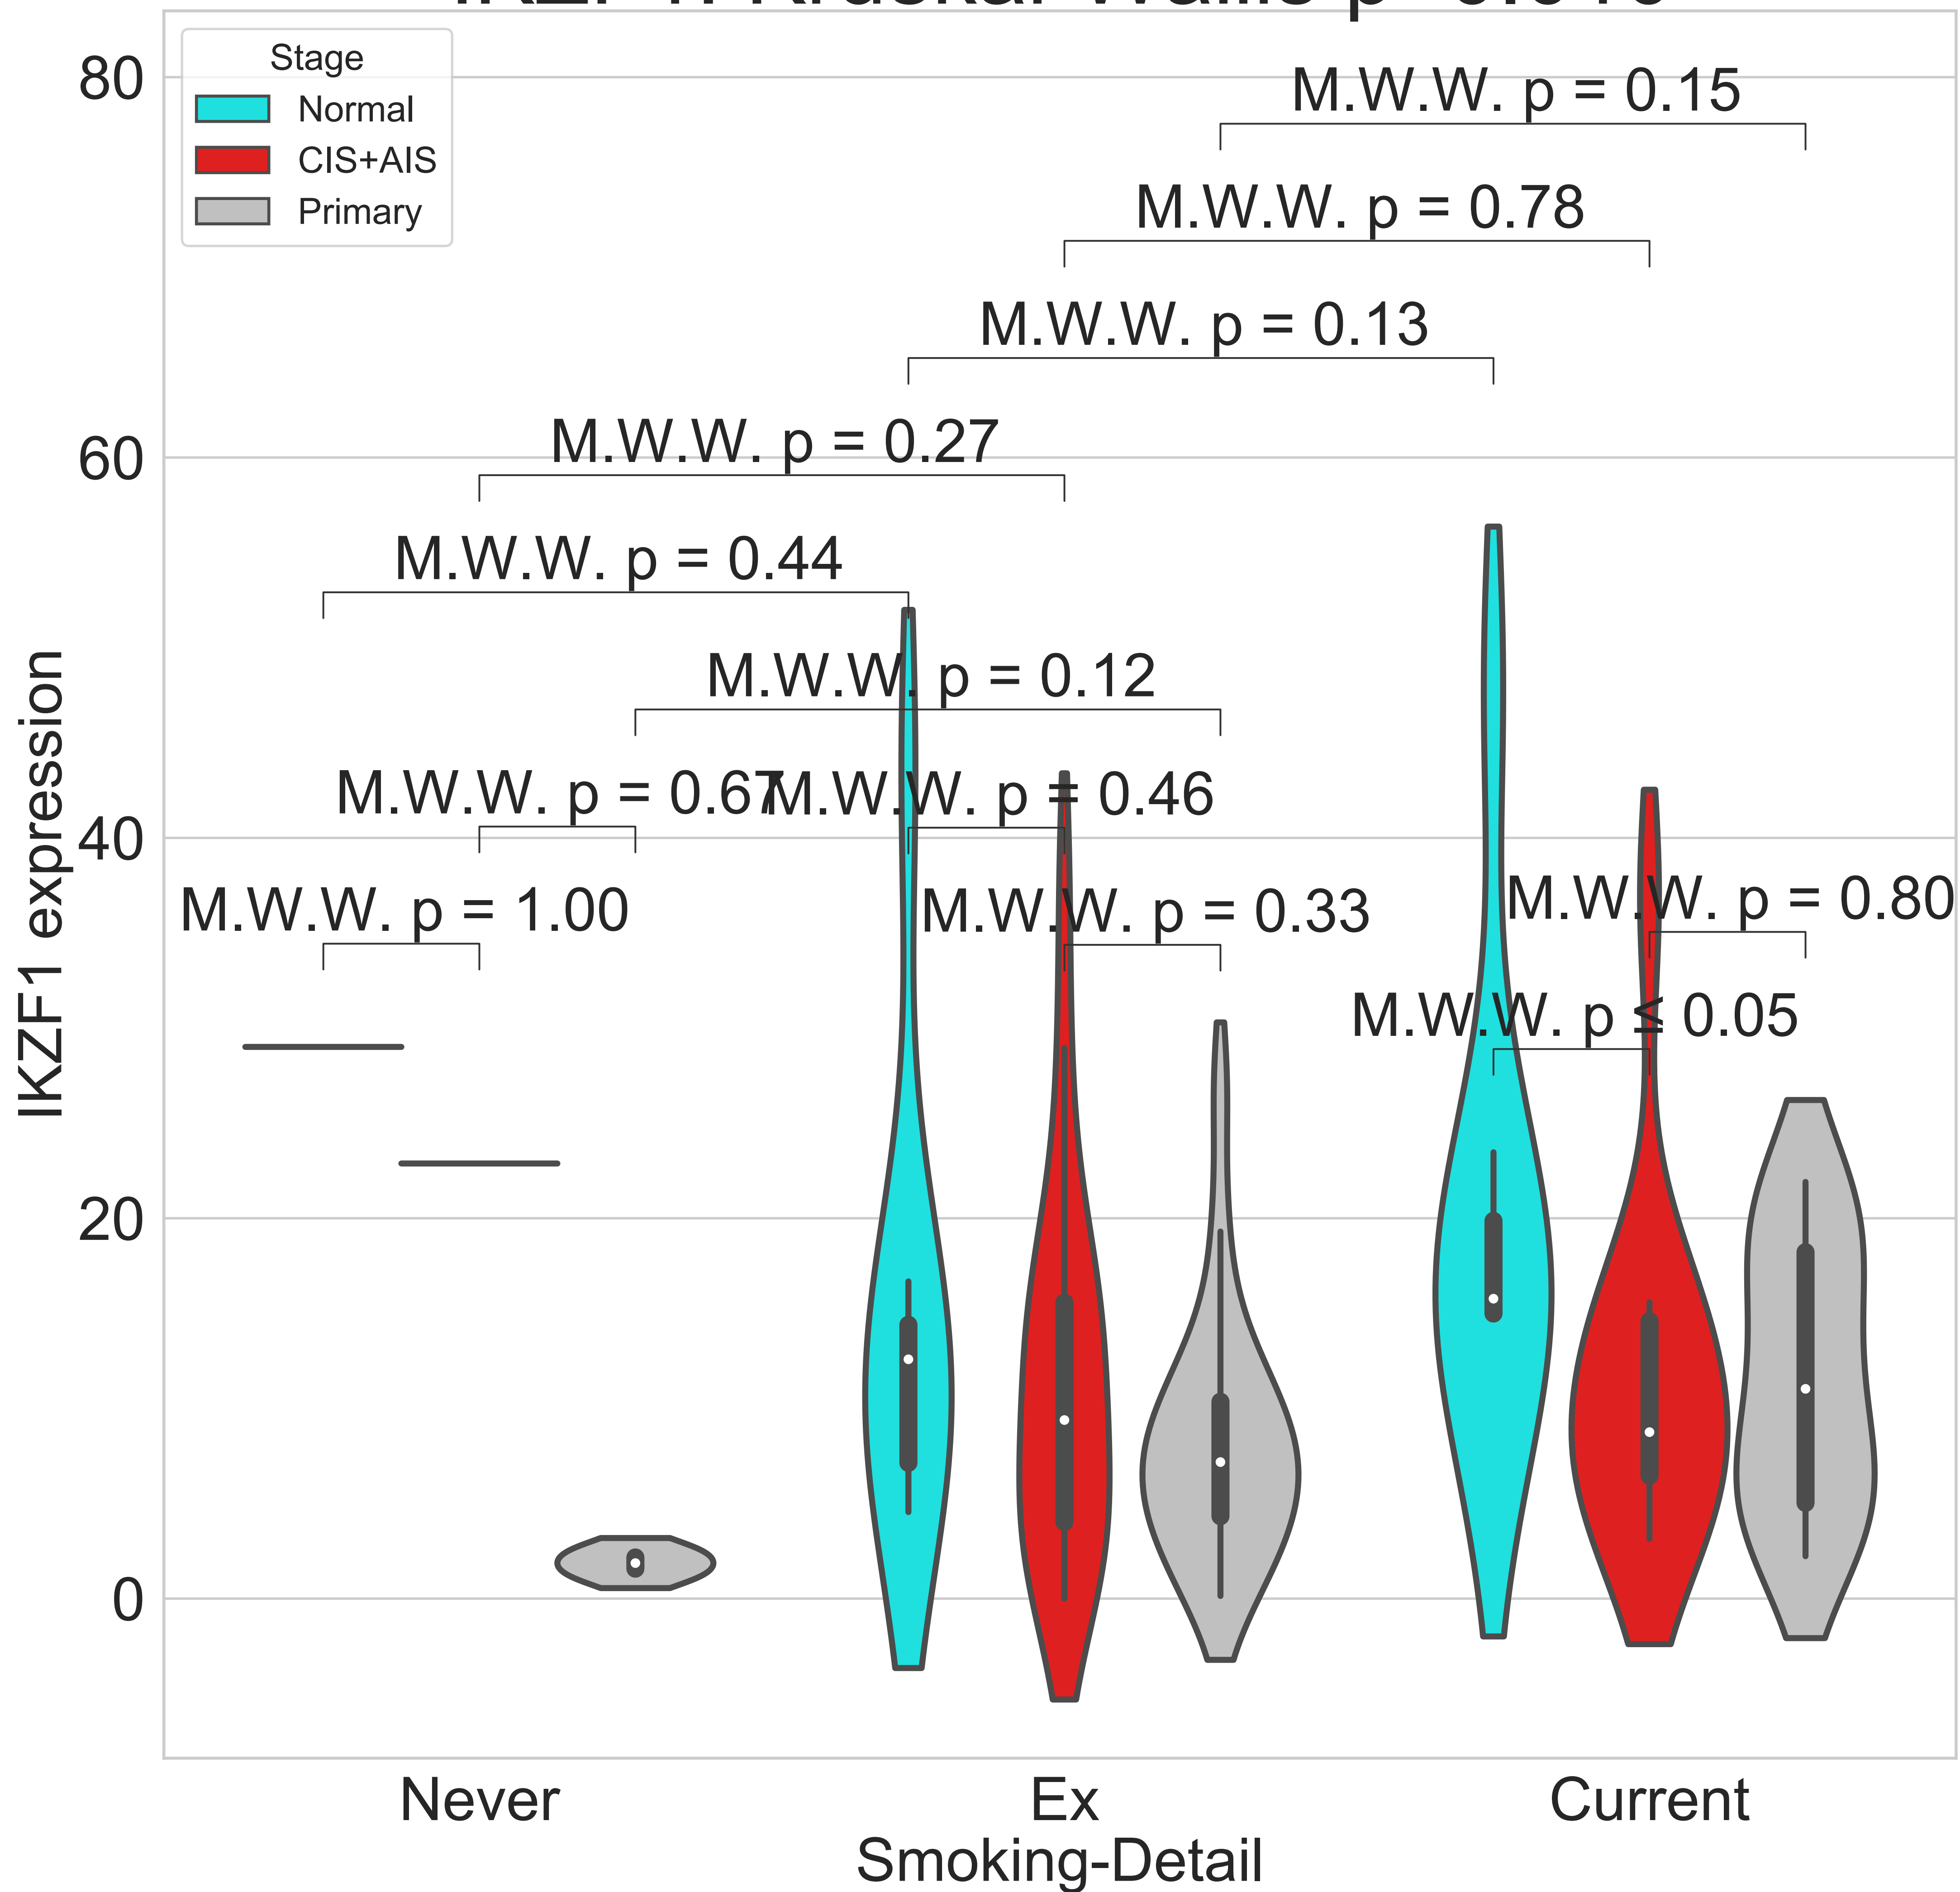 Stage
Normal
CIS+AIS
Primary
80
60
40
20
0
IKZF1 expression
M.W.W. p = 0.15
M.W.W. p = 0.78
M.W.W. p = 0.13
M.W.W. p = 0.27
M.W.W. p = 0.44
M.W.W. p = 0.12
M.W.W. p = 0.67
M.W.W. p = 0.46
M.W.W. p = 1.00
M.W.W. p = 0.33
M.W.W. p = 0.80
M.W.W. p ≤ 0.05
Never
Ex
Current
Smoking-Detail